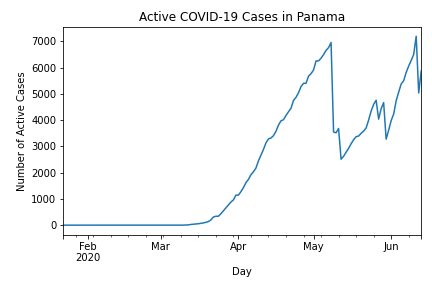 Active COVID-19 Cases in Panama
Number of Active Cases
7000
6000
5000
4000
3000
2000
1000
0
Feb Mar Apr May Jun
2020
Day